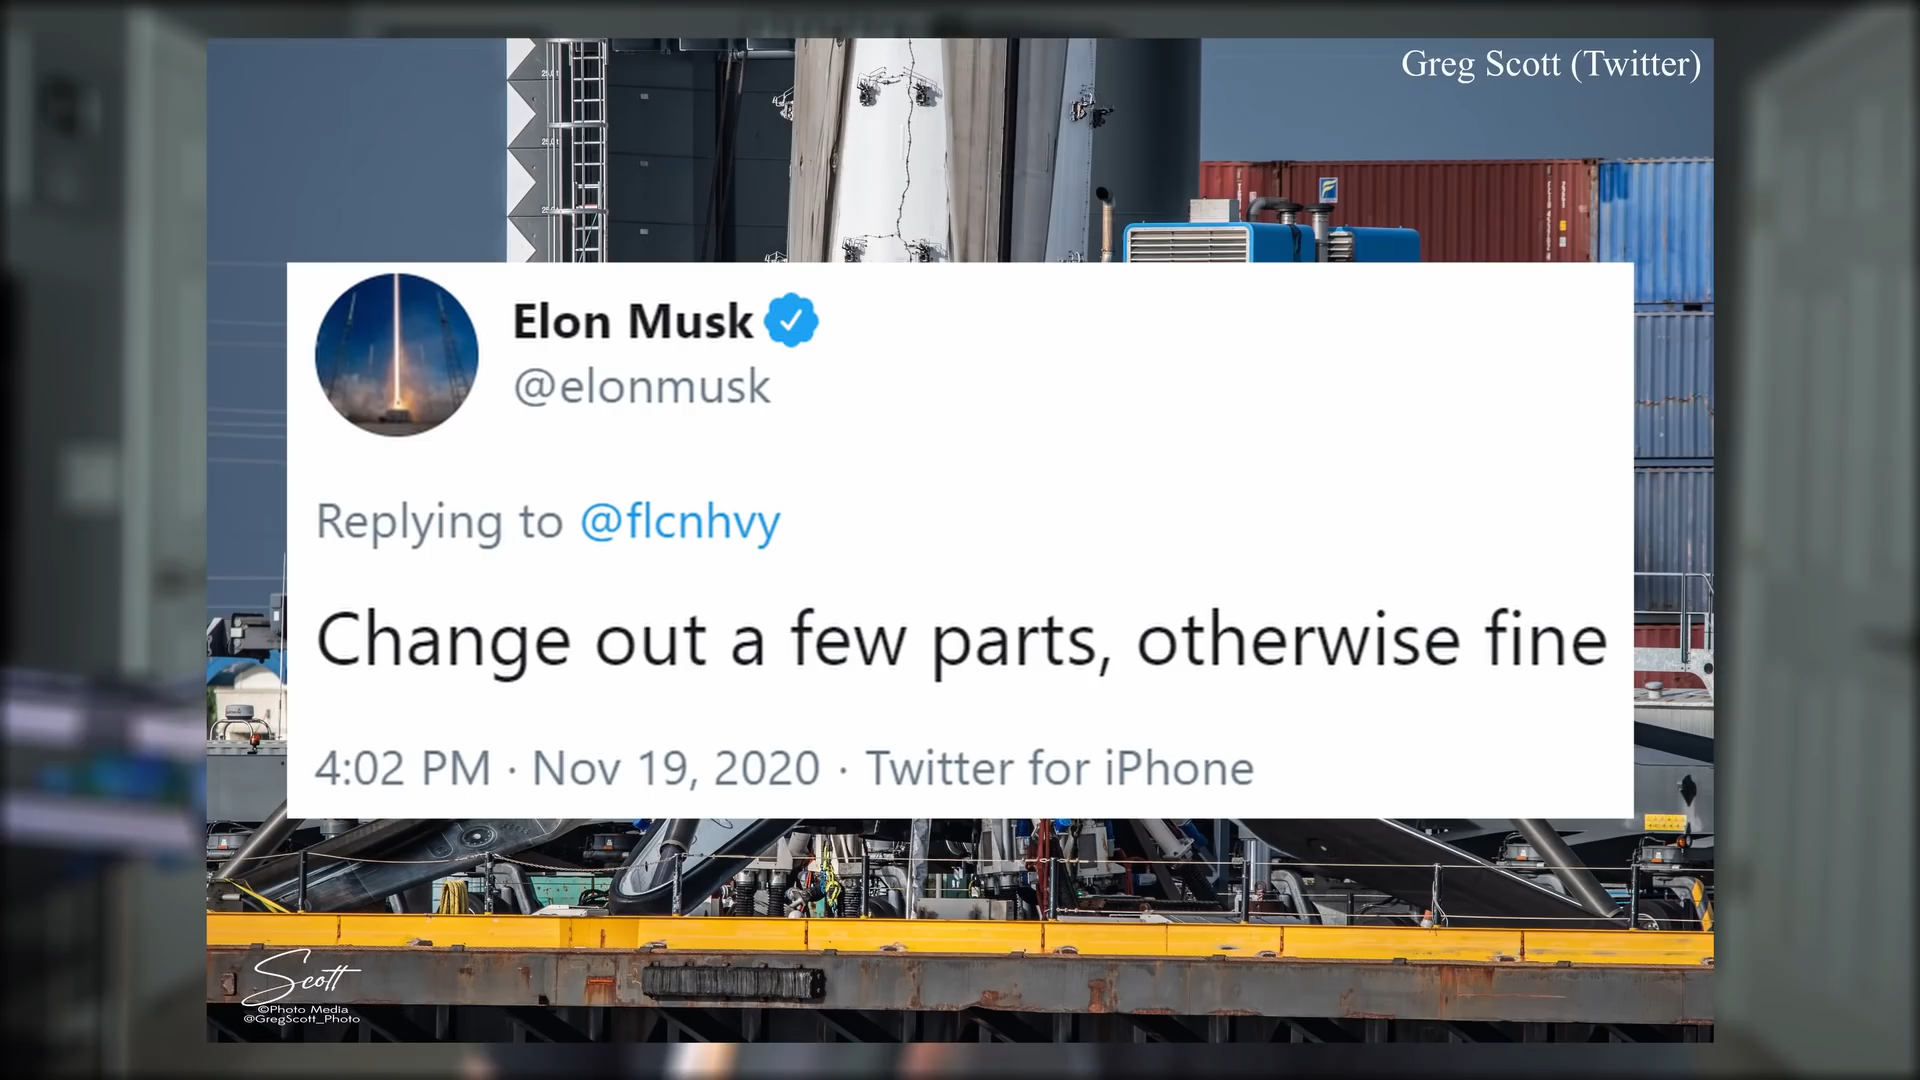 Greg Scott (Twitter)
Elon Musk
@elonmusk
Replying to @flcnhvy
Change out a few parts, otherwise fine
4:02 PM · Nov 19, 2020 · Twitter for iPhone
Scott
©Photo Media
@GregScott_Photo